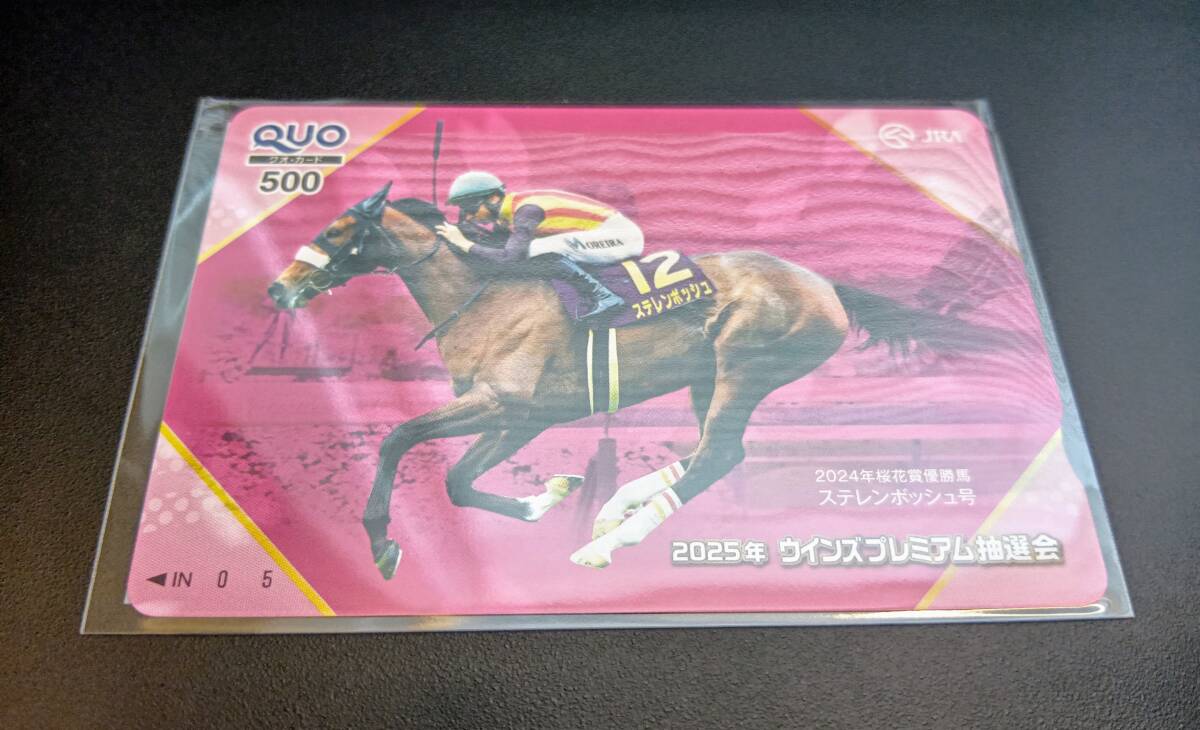 QUO
クオ・カード
500
JRA
MOREIRA
12
ステレンボッシュ
2024年桜花賞優勝馬
ステレンボッシュ号
2025年 ウインズプレミアム抽選会
◀IN 0 5